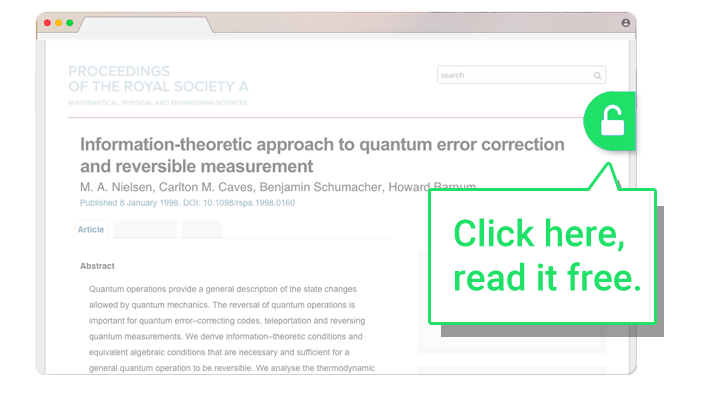 PROCEEDINGS
OF THE ROYAL SOCIETY A
MATHEMATICAL, PHYSICAL AND ENGINEERING SCIENCES
search
Information-theoretic approach to quantum error correction
and reversible measurement
M. A. Nielsen, Carlton M. Caves, Benjamin Schumacher, Howard Barnum
Published 8 January 1998. DOI: 10.1098/rspa.1998.0160
Article
Click here,
read it free.
Abstract
Quantum operations provide a general description of the state changes
allowed by quantum mechanics. The reversal of quantum operations is
important for quantum error–correcting codes, teleportation and reversing
quantum measurements. We derive information–theoretic conditions and
equivalent algebraic conditions that are necessary and sufficient for a
general quantum operation to be reversible. We analyse the thermodynamic